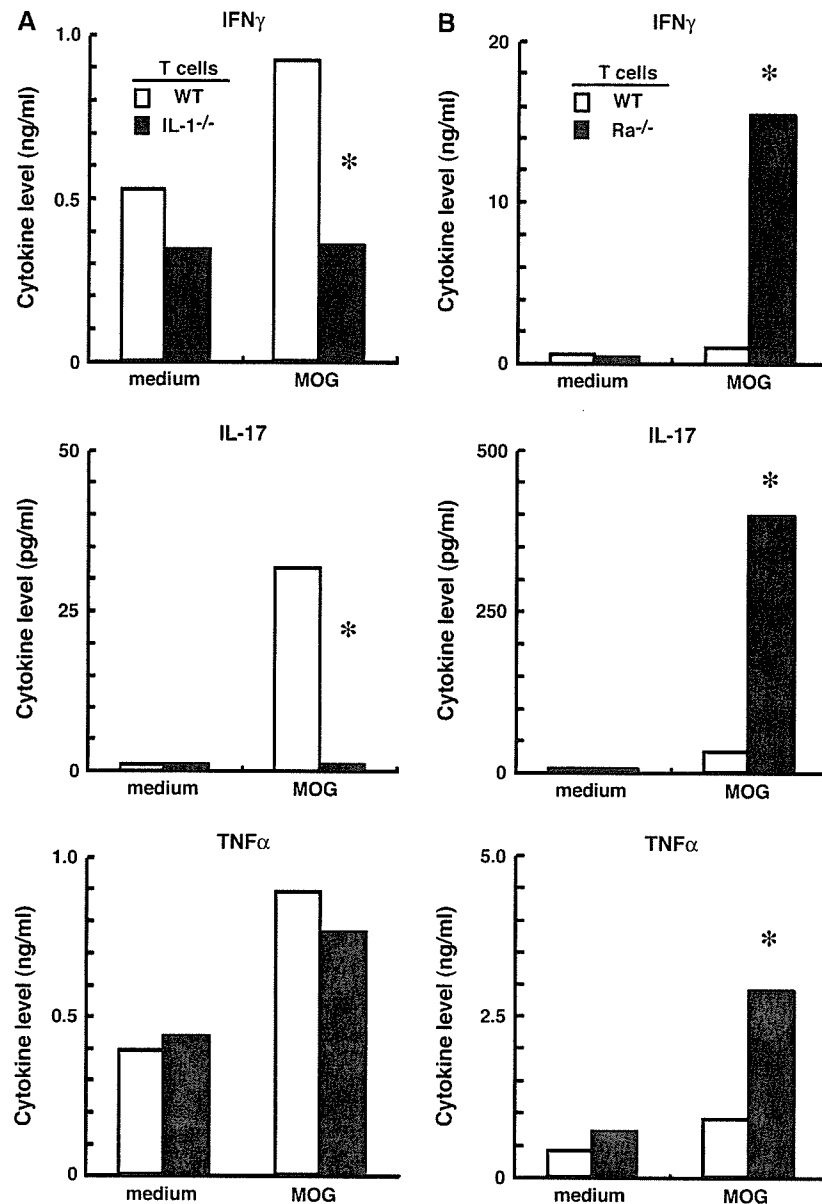 A
IFNγ
Cytokine level (ng/ml)
1.0
0.5
0
T cells
WT
IL-1-/-
*
medium
MOG
IL-17
Cytokine level (pg/ml)
50
25
0
*
medium
MOG
TNFα
Cytokine level (ng/ml)
1.0
0.5
0
medium
MOG
B
IFNγ
Cytokine level (ng/ml)
20
10
0
T cells
WT
Ra-/-
*
medium
MOG
IL-17
Cytokine level (pg/ml)
500
250
0
*
medium
MOG
TNFα
Cytokine level (ng/ml)
5.0
2.5
0
*
medium
MOG